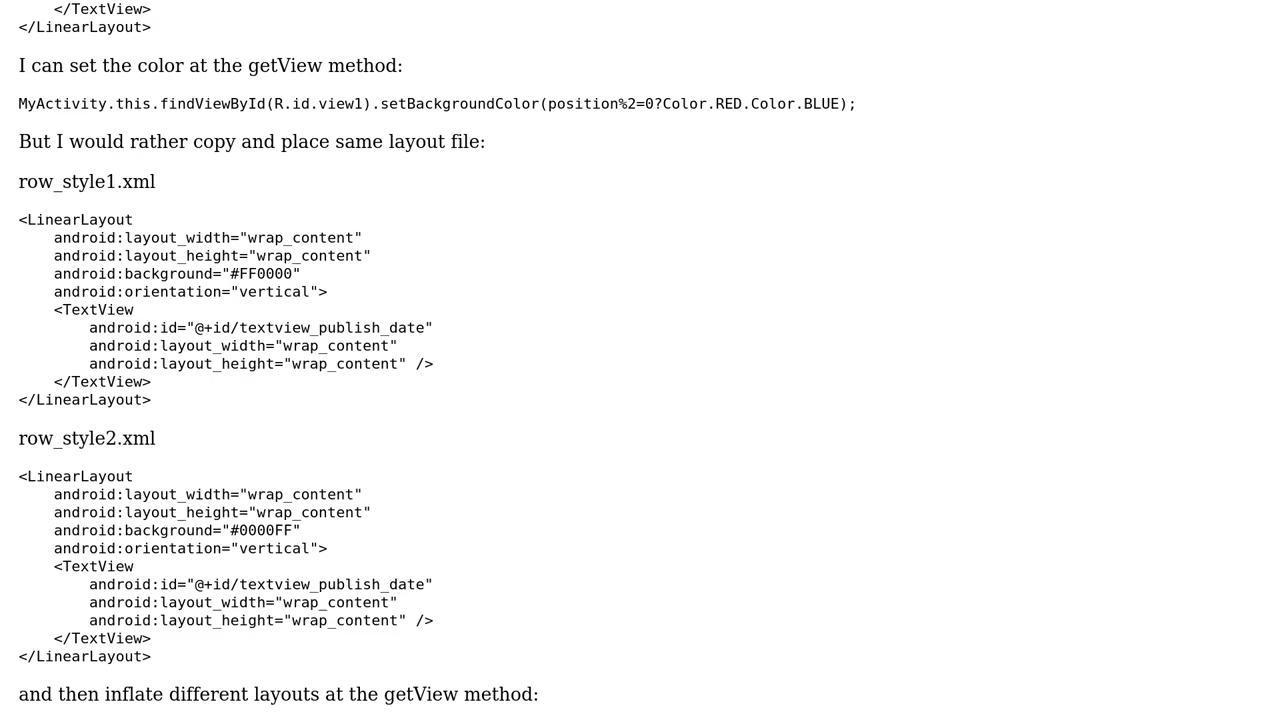 </TextView>
</LinearLayout>
I can set the color at the getView method:
MyActivity.this.findViewById(R.id.view1).setBackgroundColor(position%2=0?Color.RED.Color.BLUE);
But I would rather copy and place same layout file:
row_style1.xml
<LinearLayout
    android:layout_width="wrap_content"
    android:layout_height="wrap_content"
    android:background="#FF0000"
    android:orientation="vertical">
    <TextView
        android:id="@+id/textview_publish_date"
        android:layout_width="wrap_content"
        android:layout_height="wrap_content" />
    </TextView>
</LinearLayout>
row_style2.xml
<LinearLayout
    android:layout_width="wrap_content"
    android:layout_height="wrap_content"
    android:background="#0000FF"
    android:orientation="vertical">
    <TextView
        android:id="@+id/textview_publish_date"
        android:layout_width="wrap_content"
        android:layout_height="wrap_content" />
    </TextView>
</LinearLayout>
and then inflate different layouts at the getView method: